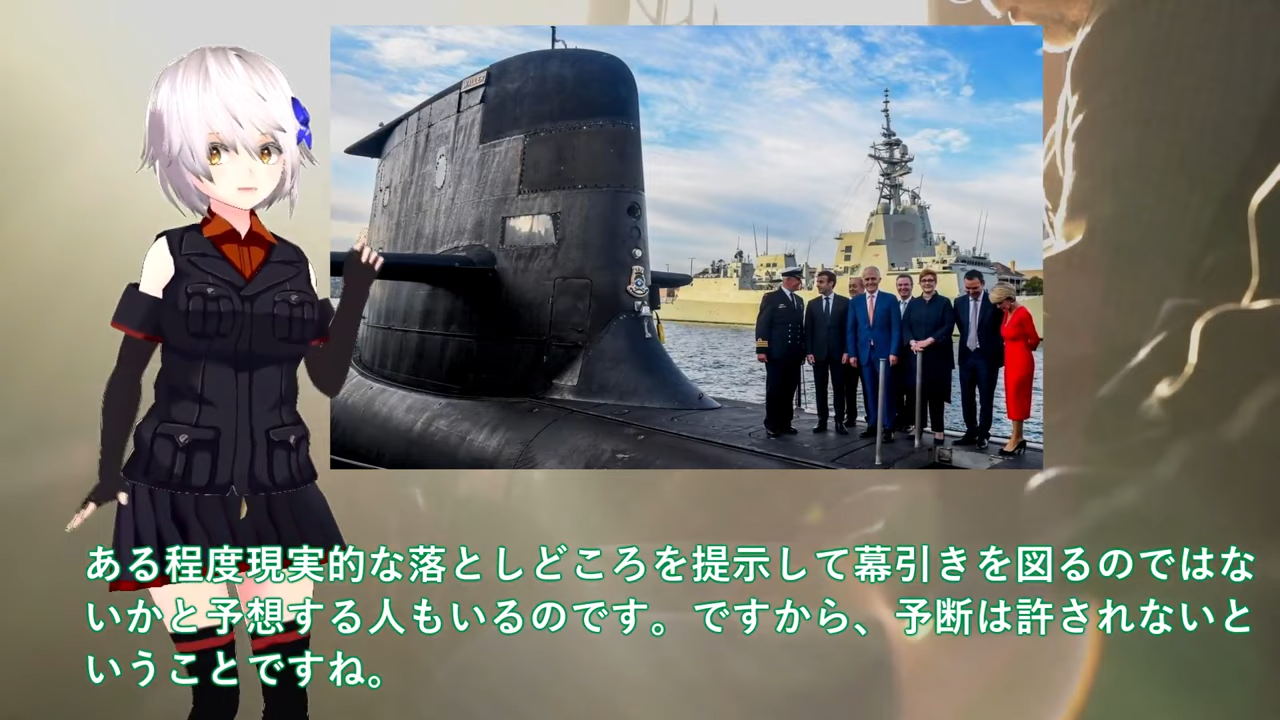 ある程度現実的な落としどころを提示して幕引きを図るのではな
いかと予想する人もいるのです。ですから、予断は許されないと
いうことですね。